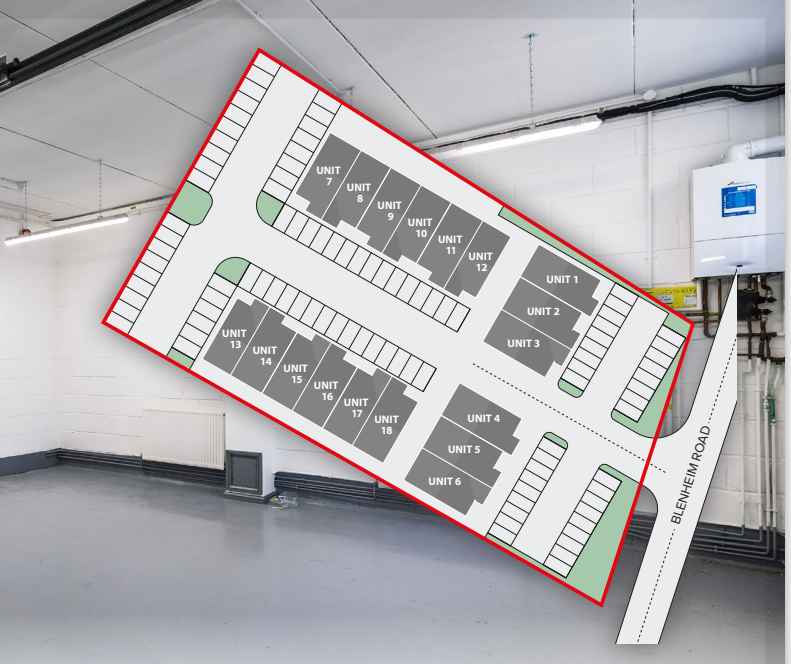 UNIT
7
UNIT
8
UNIT
9
UNIT
10
UNIT
11
UNIT
12
UNIT 1
UNIT 2
UNIT 3
UNIT
13
UNIT
14
UNIT
15
UNIT
16
UNIT
17
UNIT
18
UNIT 4
UNIT 5
UNIT 6
BLENHEIM ROAD